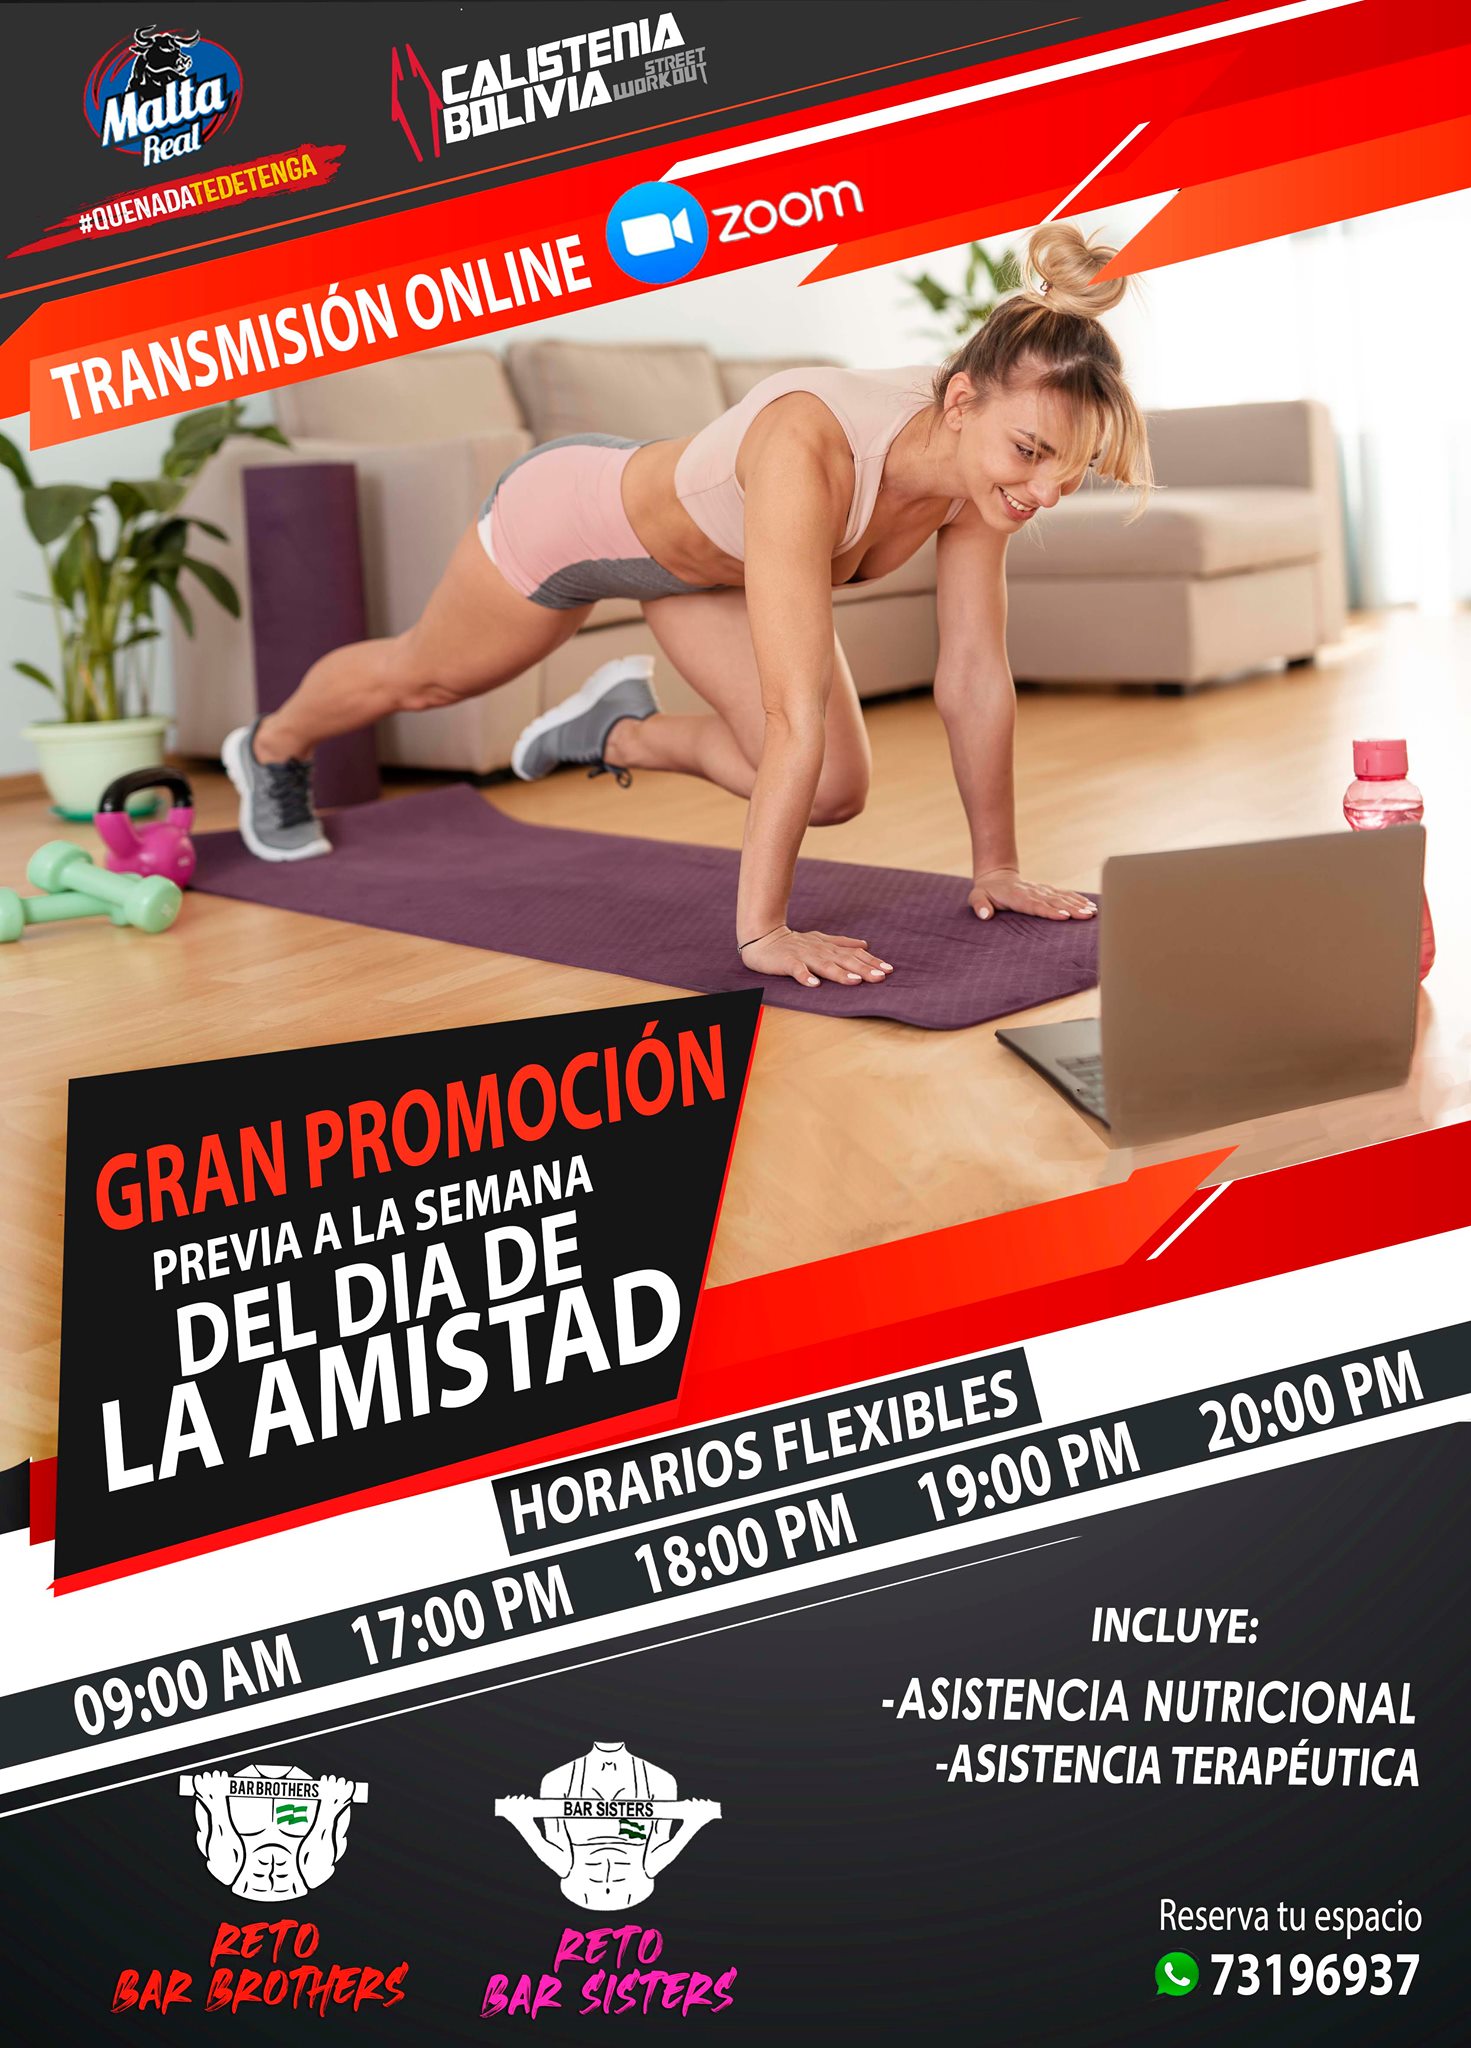 Malta
Real
#QUENADATEDETENGA
CALISTENIA
BOLIVIA
STREET
WORKOUT
TRANSMISIÓN ONLINE
zoom
GRAN PROMOCIÓN
PREVIA A LA SEMANA
DEL DIA DE
LA AMISTAD
HORARIOS FLEXIBLES
09:00 AM 17:00 PM 18:00 PM 19:00 PM 20:00 PM
INCLUYE:
-ASISTENCIA NUTRICIONAL
-ASISTENCIA TERAPÉUTICA
BAR BROTHERS
RETO
BAR BROTHERS
BAR SISTERS
RETO
BAR SISTERS
Reserva tu espacio
73196937